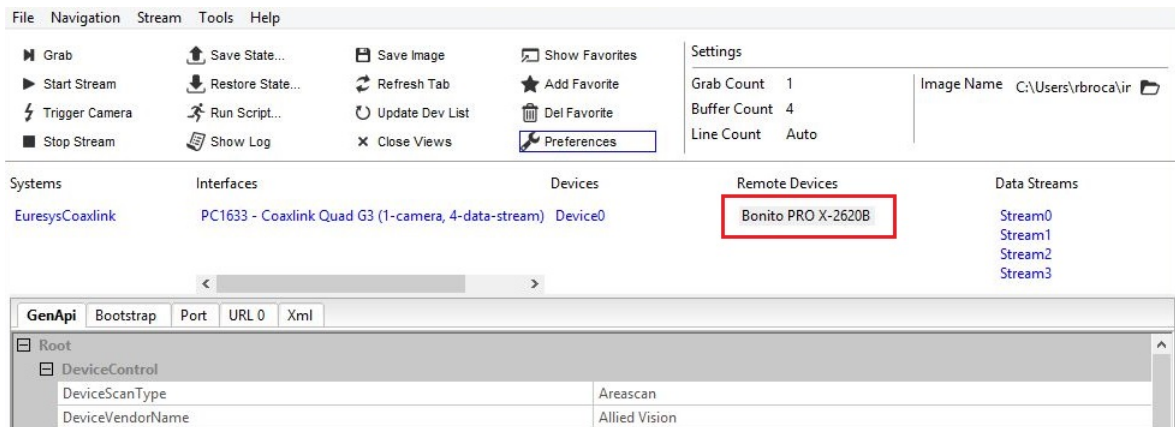 File Navigation Stream Tools Help
Grab Save State... Save Image Show Favorites Settings
Start Stream Restore State... Refresh Tab Add Favorite Grab Count 1 Image Name C:\Users\rbroca\ir
Trigger Camera Run Script... Update Dev List Del Favorite Buffer Count 4
Stop Stream Show Log Close Views Preferences Line Count Auto
Systems Interfaces Devices Remote Devices Data Streams
EuresysCoaxlink PC1633 - Coaxlink Quad G3 (1-camera, 4-data-stream) Device0 Bonito PRO X-2620B Stream0
Stream1
Stream2
Stream3
GenApi Bootstrap Port URL 0 Xml
Root
DeviceControl
DeviceScanType Areascan
DeviceVendorName Allied Vision